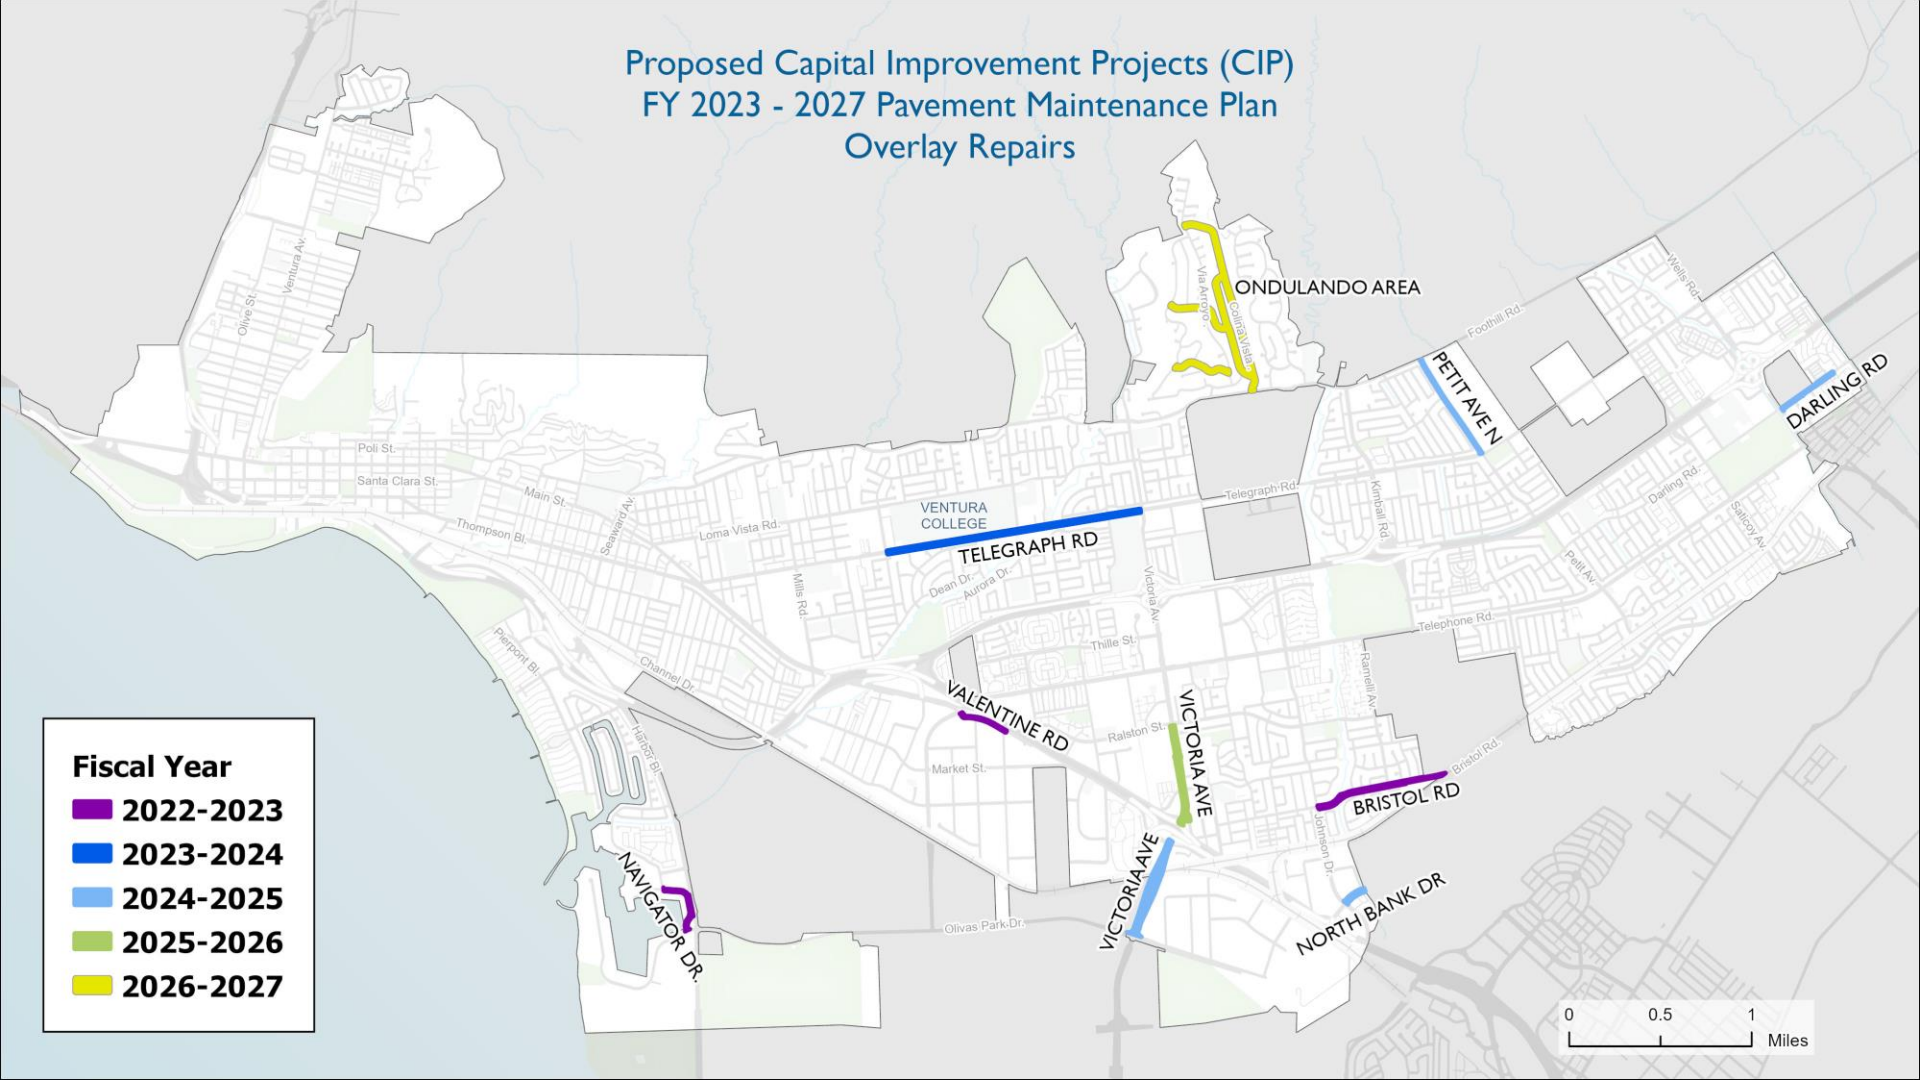 Proposed Capital Improvement Projects (CIP)
FY 2023 - 2027 Pavement Maintenance Plan
Overlay Repairs
ONDULANDO AREA
Via Arroyo
Colina Vista
Foothill Rd.
Wells Rd.
PETIT AVE N
DARLING RD
Ventura Av.
Olive St.
Poli St.
Santa Clara St.
Main St.
Thompson Bl.
Seaward Av.
Loma Vista Rd.
VENTURA
COLLEGE
TELEGRAPH RD
Telegraph Rd.
Kimball Rd.
Darling Rd.
Saticoy Av.
Petit Av.
Mills Rd.
Dean Dr.
Aurora Dr.
Victoria Av.
Thille St.
Telephone Rd.
Ramelli Av.
Pierpont Bl.
Channel Dr.
Harbor Bl.
VALENTINE RD
Ralston St.
VICTORIA AVE
Market St.
Bristol Rd.
BRISTOL RD
Johnson Dr.
NAVIGATOR DR.
VICTORIA AVE
NORTH BANK DR
Olivas Park Dr.
Fiscal Year
2022-2023
2023-2024
2024-2025
2025-2026
2026-2027
0 0.5 1
Miles